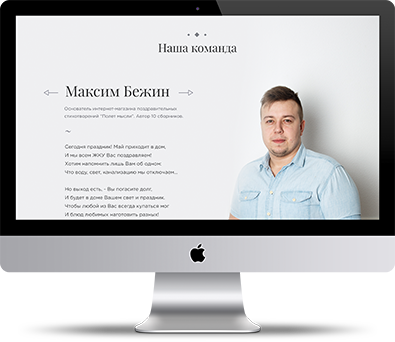 Наша команда
Максим Бежин
Основатель интернет-магазина поздравительных
стихотворений "Полет мысли". Автор 10 сборников.
~
Сегодня праздник! Май приходит в дом,
И мы всем ЖКУ Вас поздравляем!
Хотим напомнить лишь Вам об одном:
Что воду, свет, канализацию мы отключаем...
Но выход есть, - Вы погасите долг,
И будет в доме Вашем свет и праздник.
Чтобы любой из Вас всегда купаться мог
И блюд любимых наготовить разных!